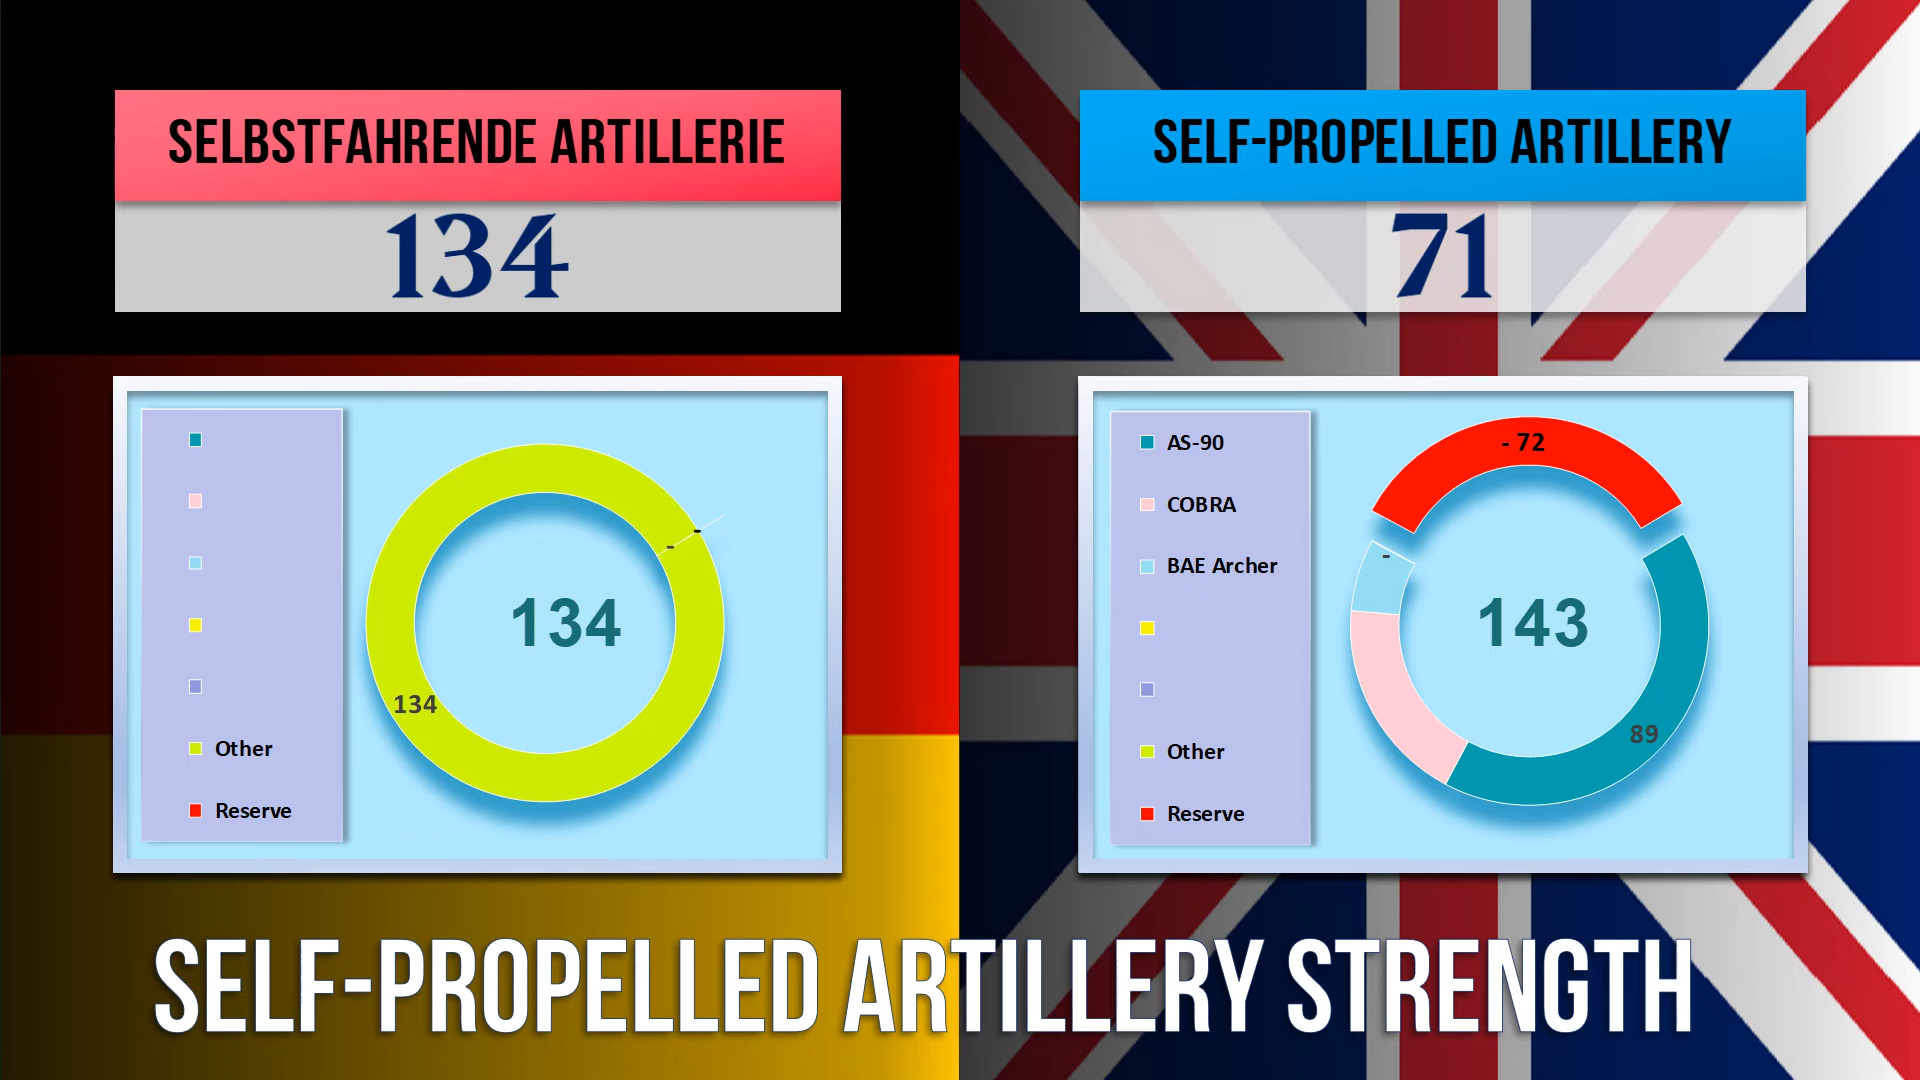 SELBSTFAHRENDE ARTILLERIE
134
Other
Reserve
134
134
-
-
SELF-PROPELLED ARTILLERY
71
AS-90
COBRA
BAE Archer
Other
Reserve
- 72
-
143
89
SELF-PROPELLED ARTILLERY STRENGTH